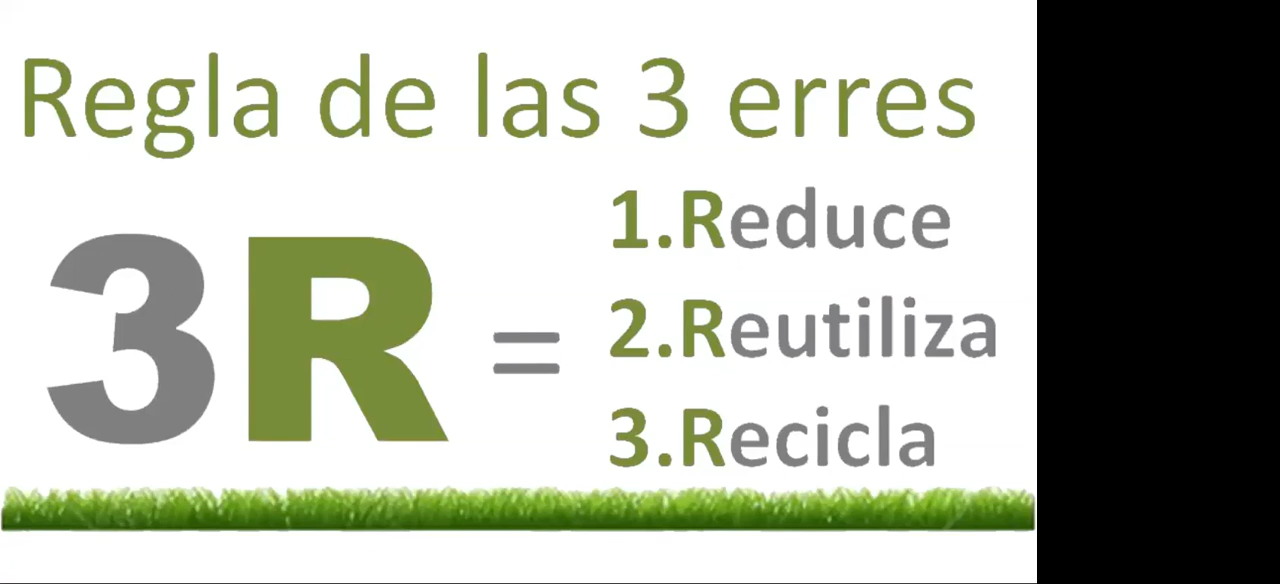 Regla de las 3 erres
3R =
1.Reduce
2.Reutiliza
3.Recicla